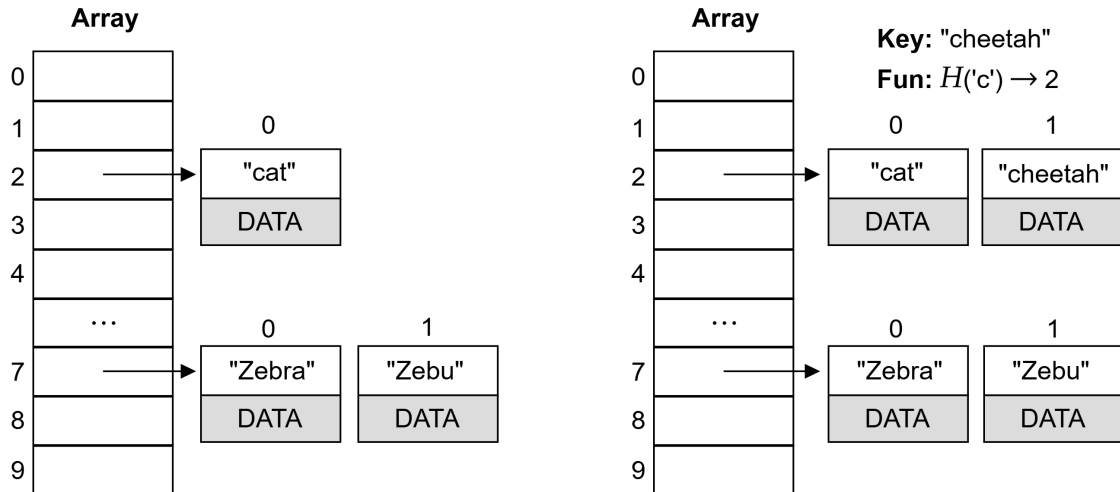 Array
0
1
0
2
"cat"
3
DATA
4
...
0
1
7
"Zebra"
"Zebu"
8
DATA
DATA
9
Array
Key: "cheetah"
0
Fun: H('c') → 2
1
0
1
2
"cat"
"cheetah"
3
DATA
DATA
4
...
0
1
7
"Zebra"
"Zebu"
8
DATA
DATA
9